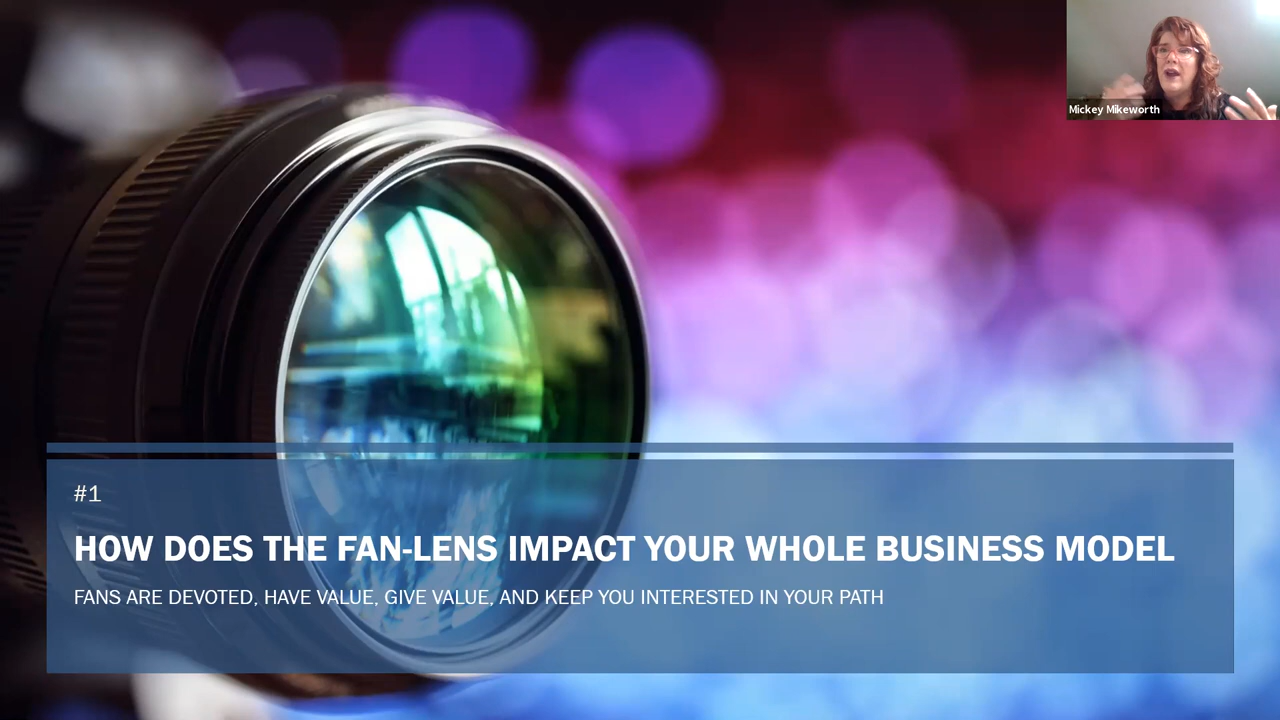 Mickey Mikeworth
#1
HOW DOES THE FAN-LENS IMPACT YOUR WHOLE BUSINESS MODEL
FANS ARE DEVOTED, HAVE VALUE, GIVE VALUE, AND KEEP YOU INTERESTED IN YOUR PATH